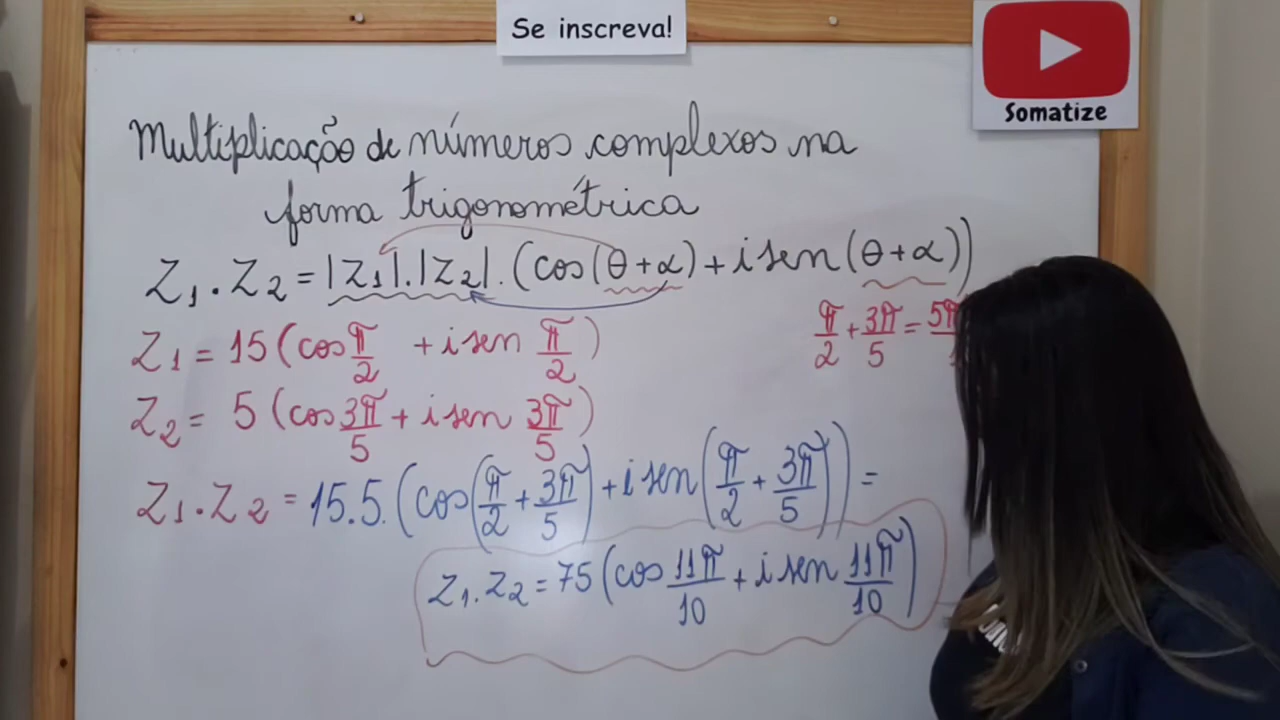 Se inscreva!
Somatize
Multiplicação de números complexos na
forma trigonométrica
Z₁ . Z₂ = |Z₁|.|Z₂|. (cos(θ+α) + i sen (θ+α))
π/2 + 3π/5 = 5π
Z₁ = 15 (cos π/2 + i sen π/2)
Z₂ = 5 (cos 3π/5 + i sen 3π/5)
Z₁ . Z₂ = 15.5. (cos(π/2 + 3π/5) + i sen(π/2 + 3π/5)) =
Z₁ . Z₂ = 75 (cos 11π/10 + i sen 11π/10)